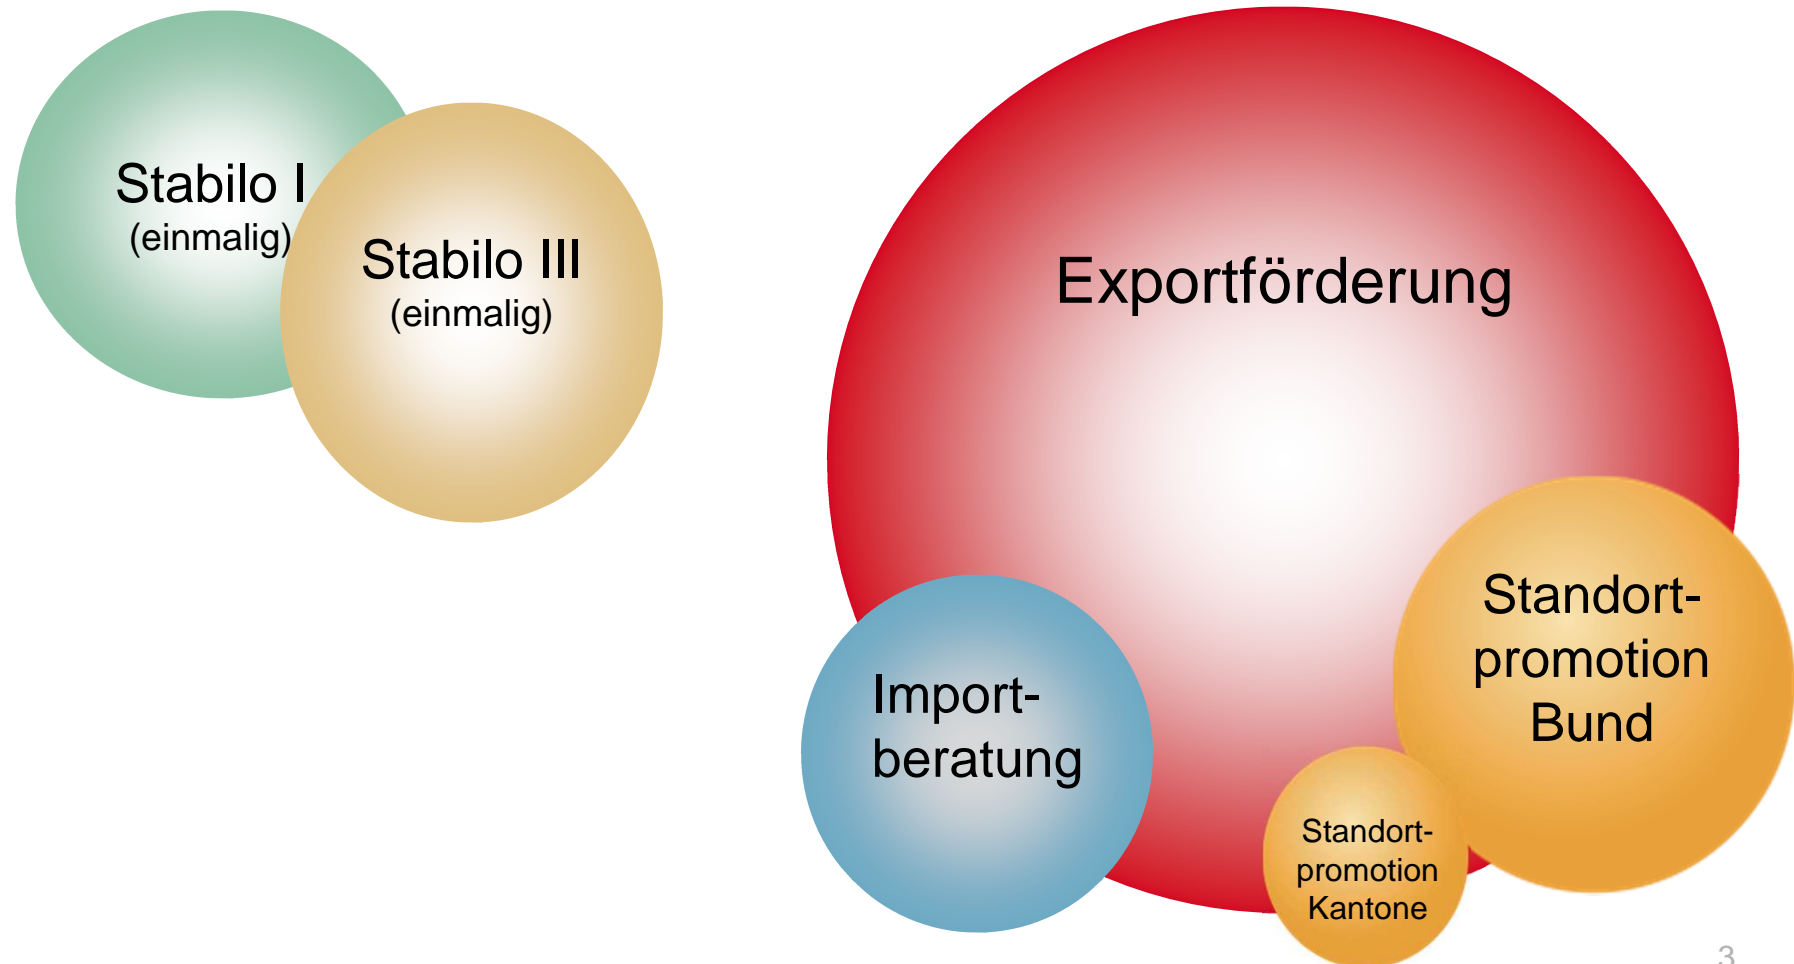 Stabilo I
(einmalig)
Stabilo III
(einmalig)
Exportförderung
Import-
beratung
Standort-
promotion
Bund
Standort-
promotion
Kantone
3